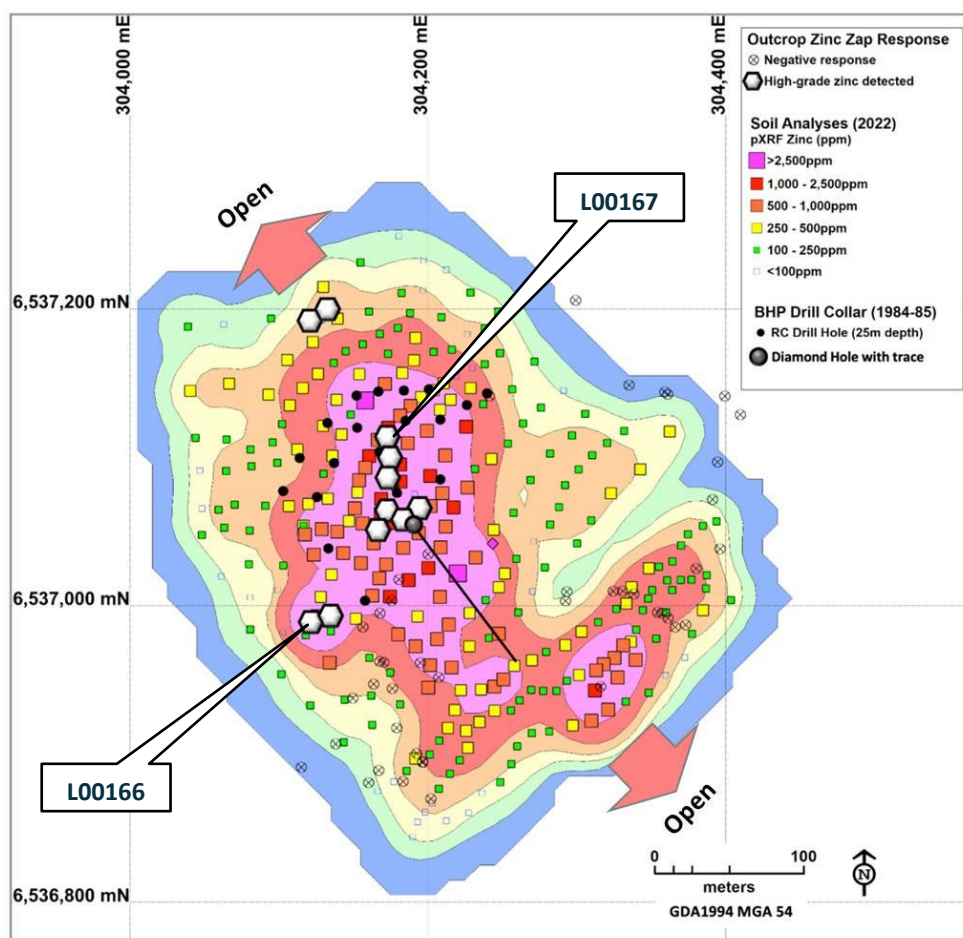 304,000 mE
304,200 mE
304,400 mE
Outcrop Zinc Zap Response
Negative response
High-grade zinc detected
Soil Analyses (2022)
pXRF Zinc (ppm)
>2,500ppm
1,000 - 2,500ppm
500 - 1,000ppm
250 - 500ppm
100 - 250ppm
<100ppm
BHP Drill Collar (1984-85)
RC Drill Hole (25m depth)
Diamond Hole with trace
Open
L00167
6,537,200 mN
6,537,000 mN
L00166
Open
0 100
meters
N
GDA1994 MGA 54
6,536,800 mN